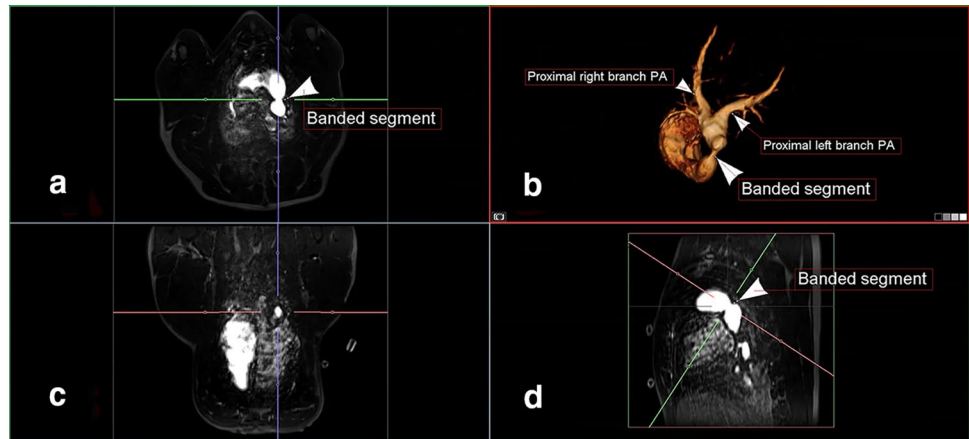 Banded segment
a
Proximal right branch PA
Proximal left branch PA
Banded segment
b
c
Banded segment
d